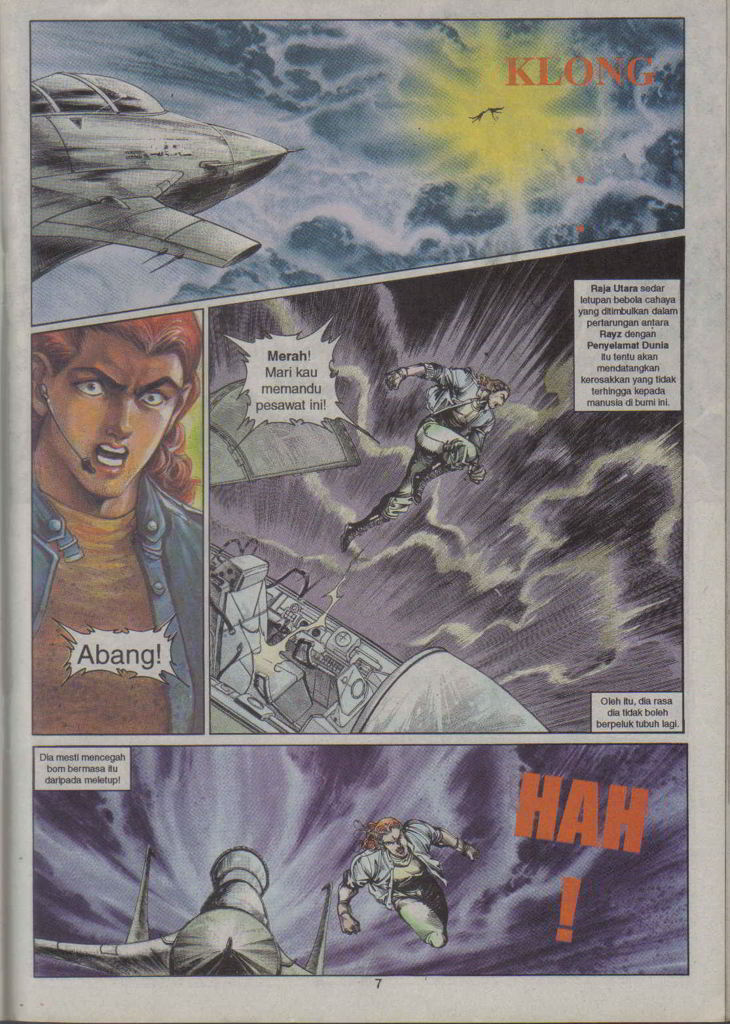 KLONG
.
.
.
Raja Utara sedar
letupan bebola cahaya
yang ditimbulkan dalam
pertarungan antara
Rayz dengan
Penyelamat Dunia
itu tentu akan
mendatangkan
kerosakkan yang tidak
terhingga kepada
manusia di bumi ini.
Merah!
Mari kau
memandu
pesawat ini!
Abang!
Oleh itu, dia rasa
dia tidak boleh
berpeluk tubuh lagi.
Dia mesti mencegah
bom bermasa itu
daripada meletup!
HAH
!
7